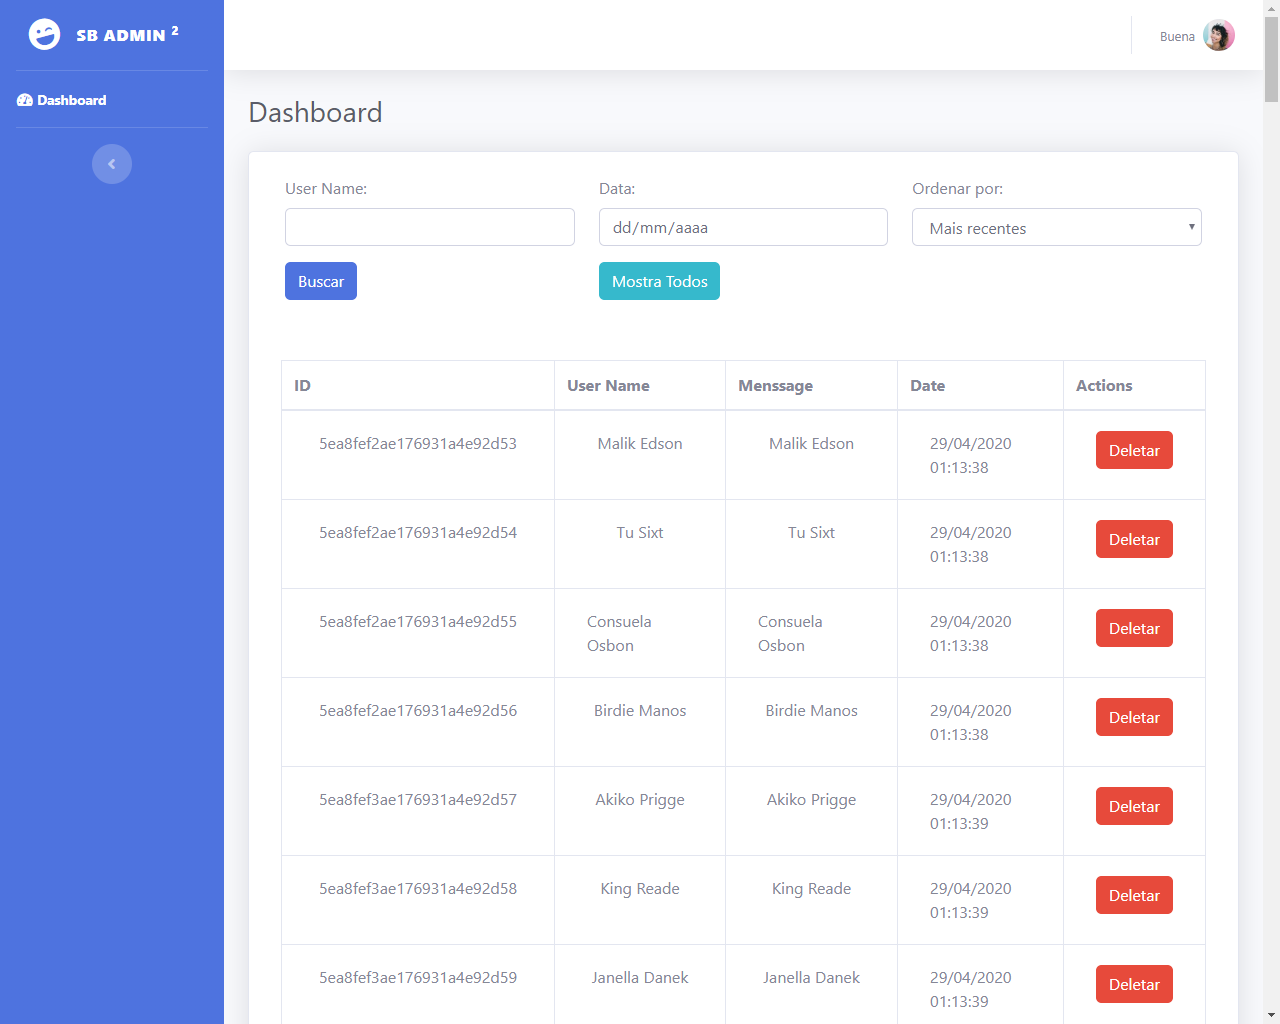 SB ADMIN 2
Buena
Dashboard
Dashboard
User Name:
Data:
Ordenar por:
dd/mm/aaaa
Mais recentes
Buscar
Mostra Todos
ID User Name Menssage Date Actions
5ea8fef2ae176931a4e92d53 Malik Edson Malik Edson 29/04/2020 Deletar
01:13:38
5ea8fef2ae176931a4e92d54 Tu Sixt Tu Sixt 29/04/2020 Deletar
01:13:38
5ea8fef2ae176931a4e92d55 Consuela Consuela 29/04/2020 Deletar
Osbon Osbon 01:13:38
5ea8fef2ae176931a4e92d56 Birdie Manos Birdie Manos 29/04/2020 Deletar
01:13:38
5ea8fef3ae176931a4e92d57 Akiko Prigge Akiko Prigge 29/04/2020 Deletar
01:13:39
5ea8fef3ae176931a4e92d58 King Reade King Reade 29/04/2020 Deletar
01:13:39
5ea8fef3ae176931a4e92d59 Janella Danek Janella Danek 29/04/2020 Deletar
01:13:39